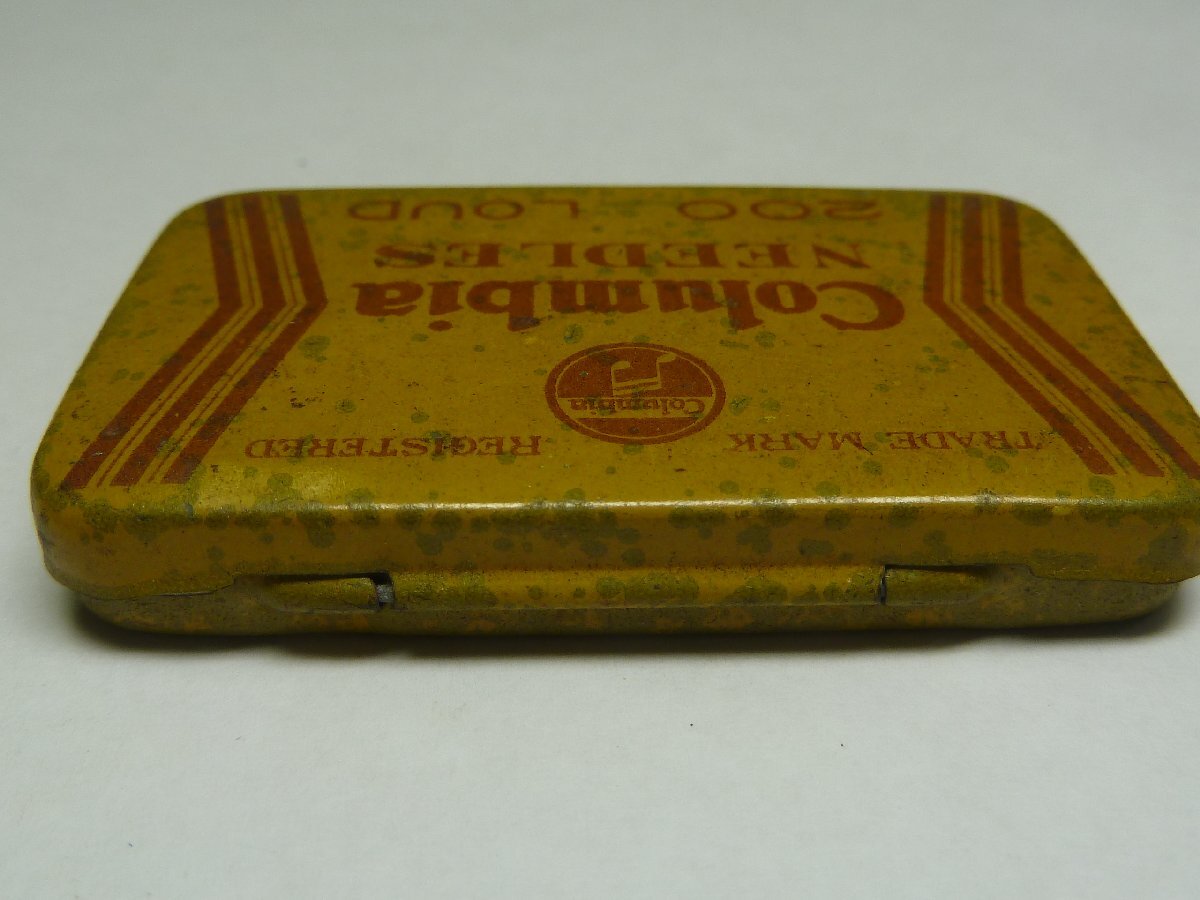 TRADE MARK REGISTERED
Columbia
Columbia
NEEDLES
200 LOUD